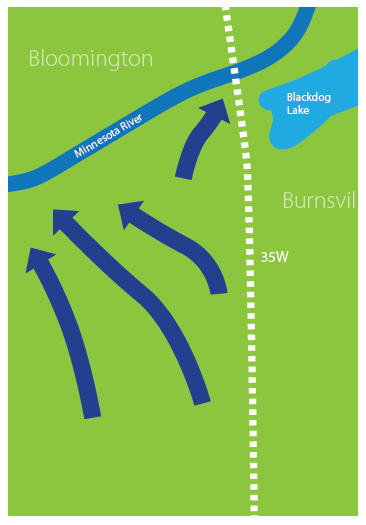 Bloomington
Blackdog
Lake
Minnesota River
Burnsvil
35W